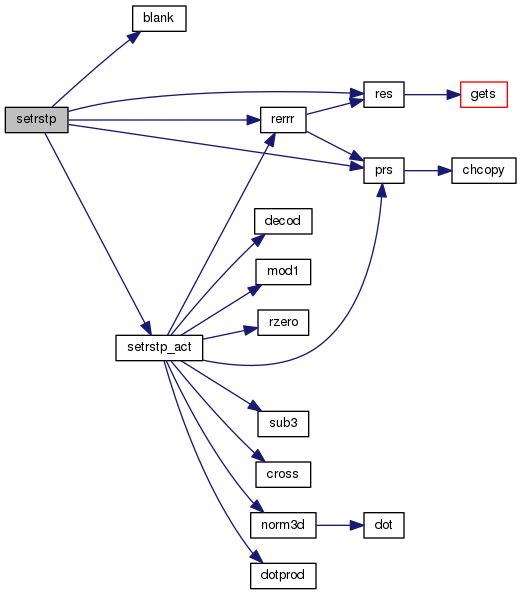 blank
setrstp
res
gets
rerrr
prs
chcopy
decod
mod1
rzero
setrstp_act
sub3
cross
norm3d
dot
dotprod